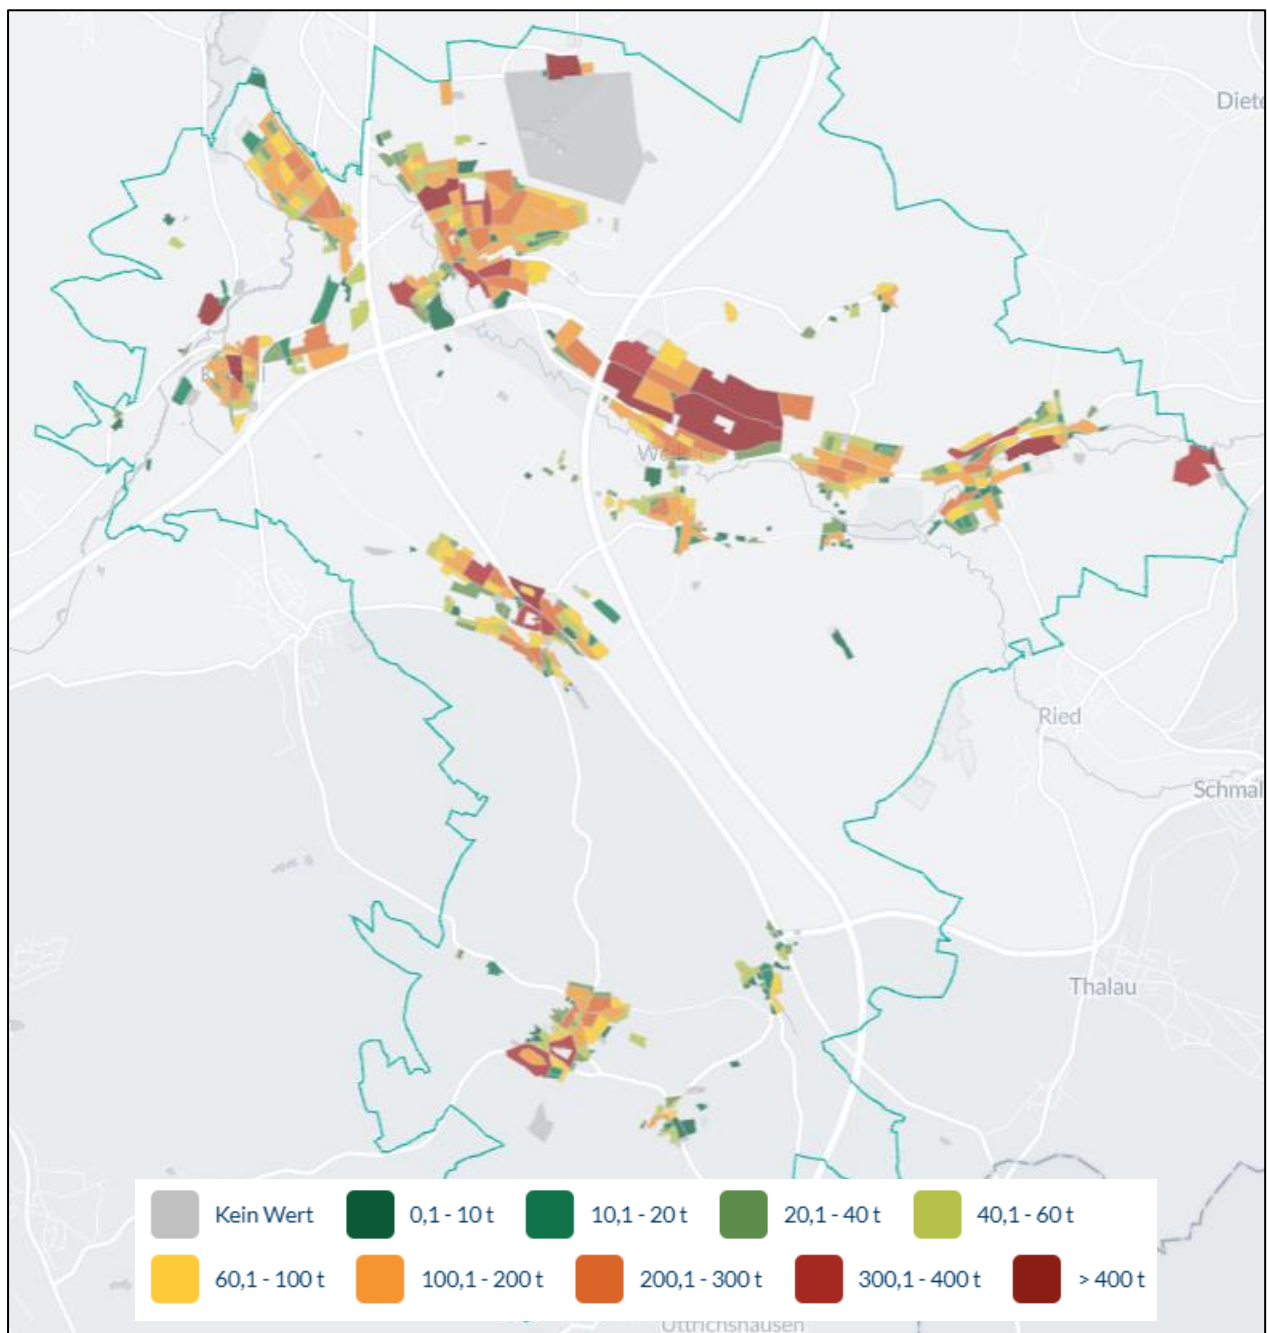 Diete
Ried
Schmal
Thalau
Kein Wert
0,1 - 10 t
10,1 - 20 t
20,1 - 40 t
40,1 - 60 t
60,1 - 100 t
100,1 - 200 t
200,1 - 300 t
300,1 - 400 t
> 400 t
Uttrichshausen